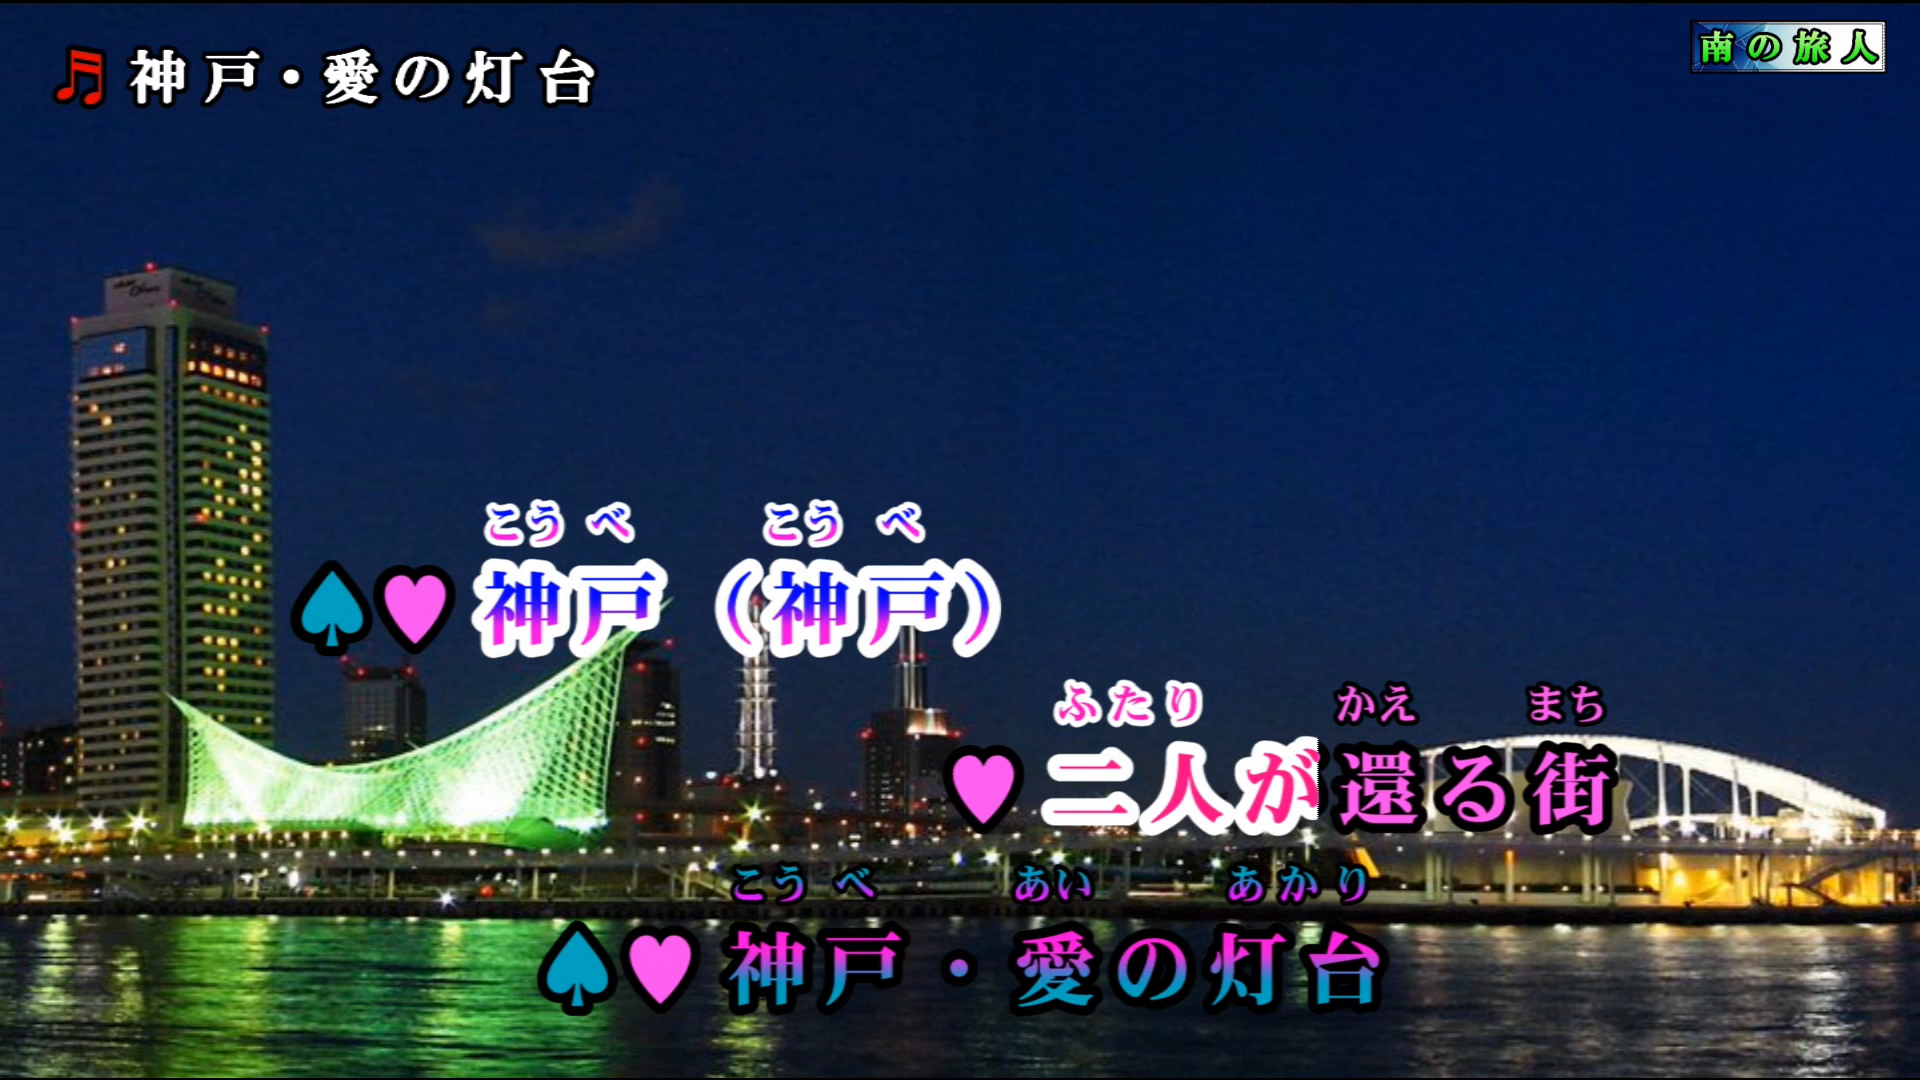 ♬ 神戸・愛の灯台
南の旅人
こうべ こうべ
♠♥ 神戸 （神戸）
ふたり かえ まち
♥ 二人が還る街
こうべ あい あかり
♠♥ 神戸・愛の灯台